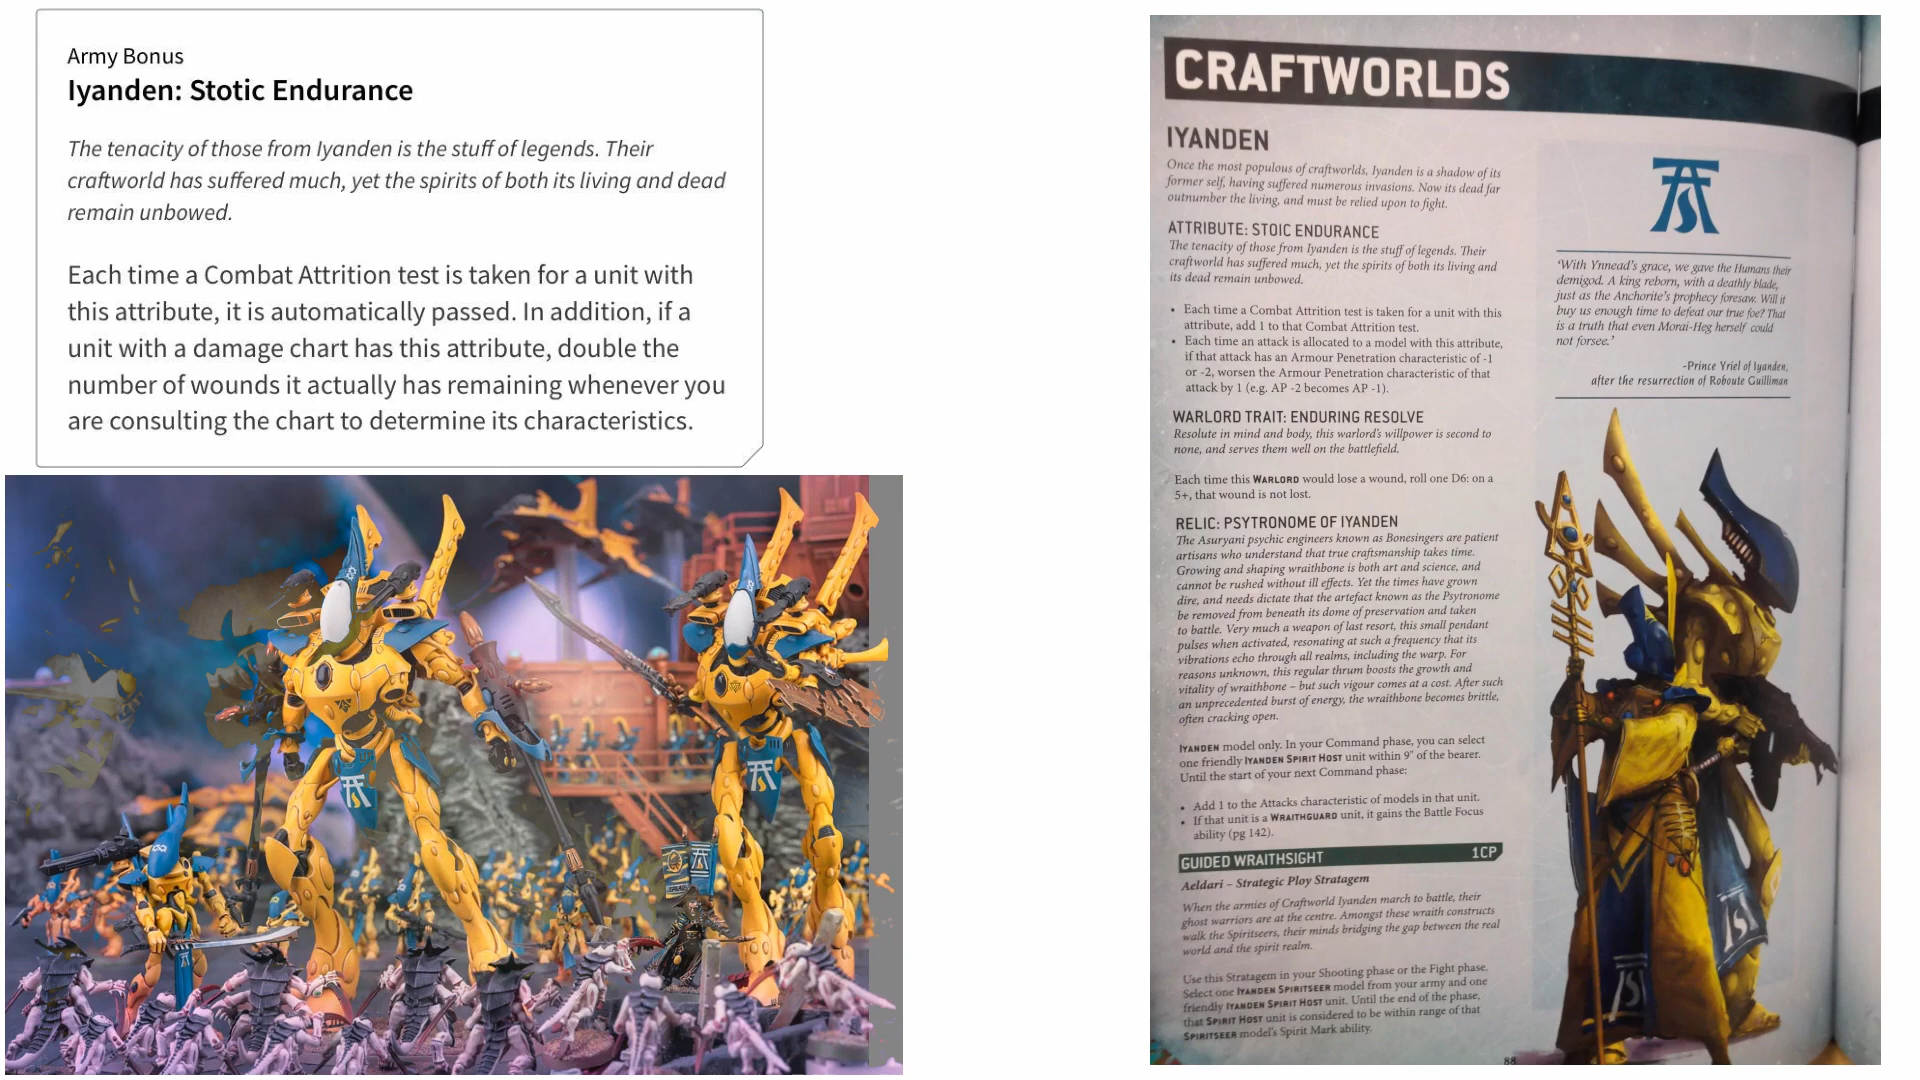 Army Bonus
Iyanden: Stotic Endurance
The tenacity of those from Iyanden is the stuff of legends. Their
craftworld has suffered much, yet the spirits of both its living and dead
remain unbowed.
Each time a Combat Attrition test is taken for a unit with
this attribute, it is automatically passed. In addition, if a
unit with a damage chart has this attribute, double the
number of wounds it actually has remaining whenever you
are consulting the chart to determine its characteristics.
CRAFTWORLDS
IYANDEN
Once the most populous of craftworlds, Iyanden is a shadow of its
former self, having suffered numerous invasions. Now its dead far
outnumber the living, and must be relied upon to fight.
ATTRIBUTE: STOIC ENDURANCE
The tenacity of those from Iyanden is the stuff of legends. Their
craftworld has suffered much, yet the spirits of both its living and
its dead remain unbowed.
• Each time a Combat Attrition test is taken for a unit with this
attribute, add 1 to that Combat Attrition test.
• Each time an attack is allocated to a model with this attribute,
if that attack has an Armour Penetration characteristic of -1
or -2, worsen the Armour Penetration characteristic of that
attack by 1 (e.g. AP -2 becomes AP -1).
WARLORD TRAIT: ENDURING RESOLVE
Resolute in mind and body, this warlord's willpower is second to
none, and serves them well on the battlefield.
Each time this WARLORD would lose a wound, roll one D6: on a
5+, that wound is not lost.
RELIC: PSYTRONOME OF IYANDEN
The Asuryani psychic engineers known as Bonesingers are patient
artisans who understand that true craftsmanship takes time.
Growing and shaping wraithbone is both art and science, and
cannot be rushed without ill effects. Yet the times have grown
dire, and needs dictate that the artefact known as the Psytronome
be removed from beneath its dome of preservation and taken
to battle. Very much a weapon of last resort, this small pendant
pulses when activated, resonating at such a frequency that its
vibrations echo through all realms, including the warp. For
reasons unknown, this regular thrum boosts the growth and
vitality of wraithbone – but such vigour comes at a cost. After such
an unprecedented burst of energy, the wraithbone becomes brittle,
often cracking open.
IYANDEN model only. In your Command phase, you can select
one friendly IYANDEN SPIRIT HOST unit within 9" of the bearer.
Until the start of your next Command phase:
• Add 1 to the Attacks characteristic of models in that unit.
• If that unit is a WRAITHGUARD unit, it gains the Battle Focus
ability (pg 142).
GUIDED WRAITHSIGHT 1CP
Aeldari – Strategic Ploy Stratagem
When the armies of Craftworld Iyanden march to battle, their
ghost warriors are at the centre. Amongst these wraith constructs
walk the Spiritseers, their minds bridging the gap between the real
world and the spirit realm.
Use this Stratagem in your Shooting phase or the Fight phase.
Select one IYANDEN SPIRITSEER model from your army and one
friendly IYANDEN SPIRIT HOST unit. Until the end of the phase,
that SPIRIT HOST unit is considered to be within range of that
SPIRITSEER model's Spirit Mark ability.
'With Ynnead's grace, we gave the Humans their
demigod. A king reborn, with a deathly blade,
just as the Anchorite's prophecy foresaw. Will it
buy us enough time to defeat our true foe? That
is a truth that even Morai-Heg herself could
not forsee.'
-Prince Yriel of Iyanden,
after the resurrection of Roboute Guilliman
88